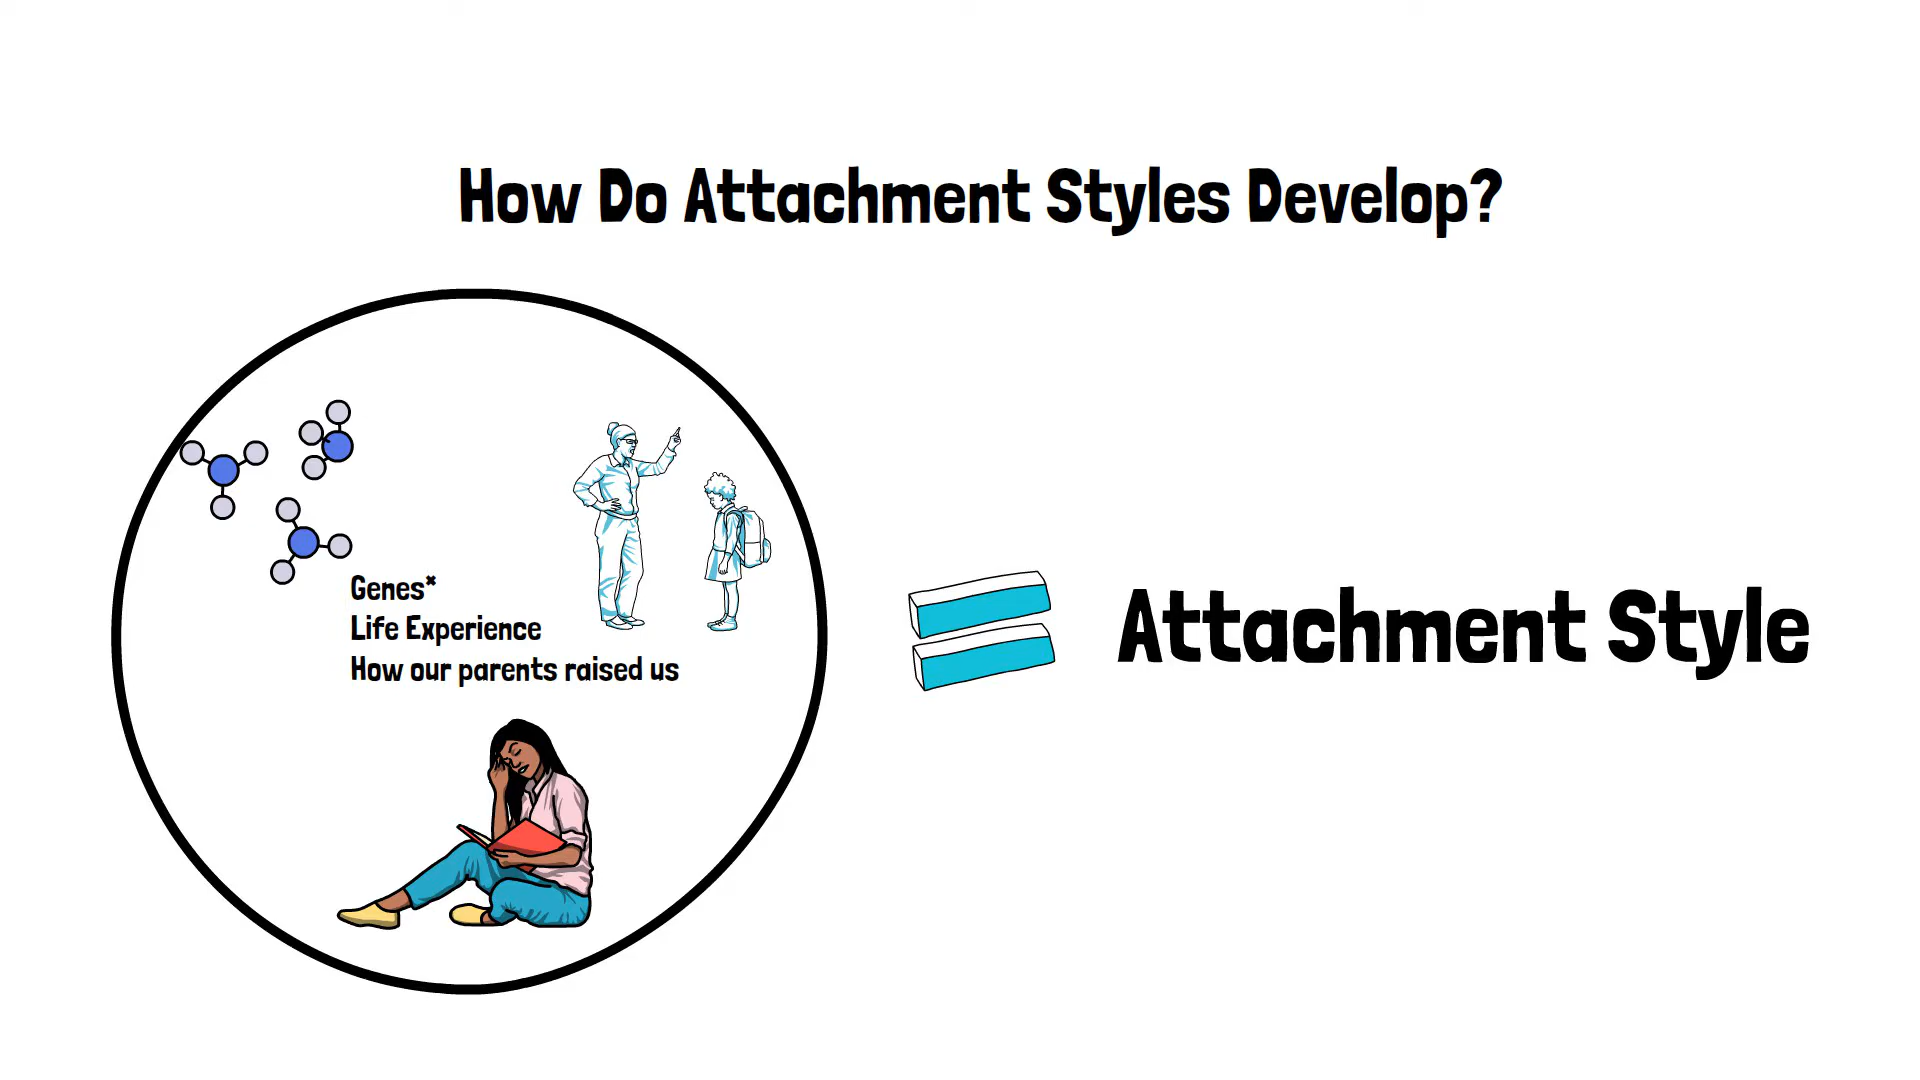 How Do Attachment Styles Develop?
Genes*
Life Experience
How our parents raised us
Attachment Style